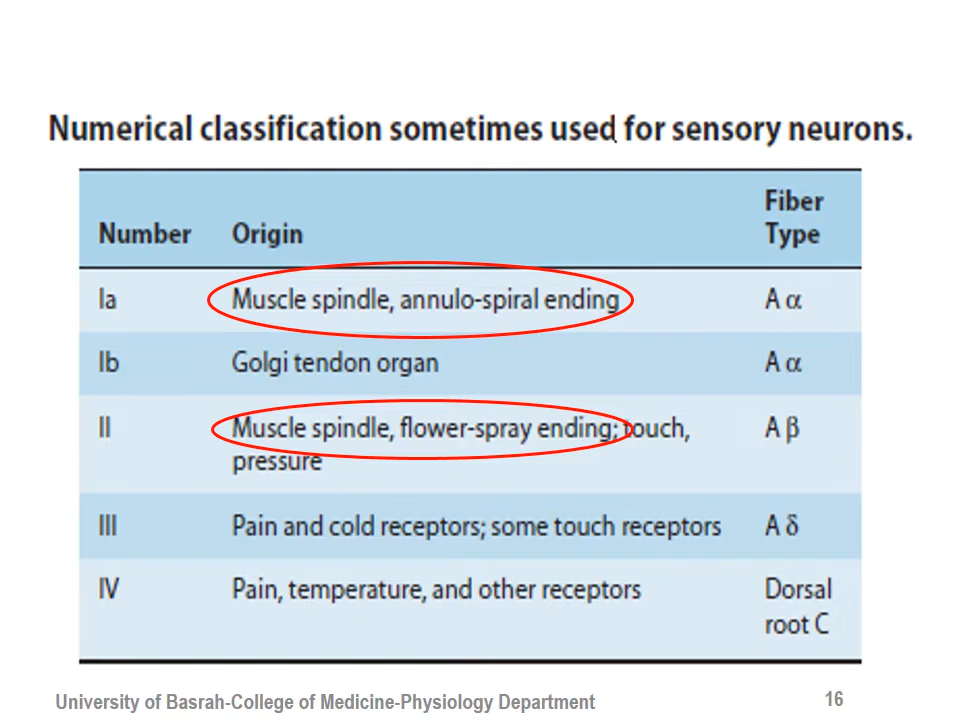 Numerical classification sometimes used for sensory neurons.
Number Origin Fiber Type
Ia Muscle spindle, annulo-spiral ending A α
Ib Golgi tendon organ A α
II Muscle spindle, flower-spray ending; touch, A β
pressure
III Pain and cold receptors; some touch receptors A δ
IV Pain, temperature, and other receptors Dorsal
root C
University of Basrah-College of Medicine-Physiology Department 16